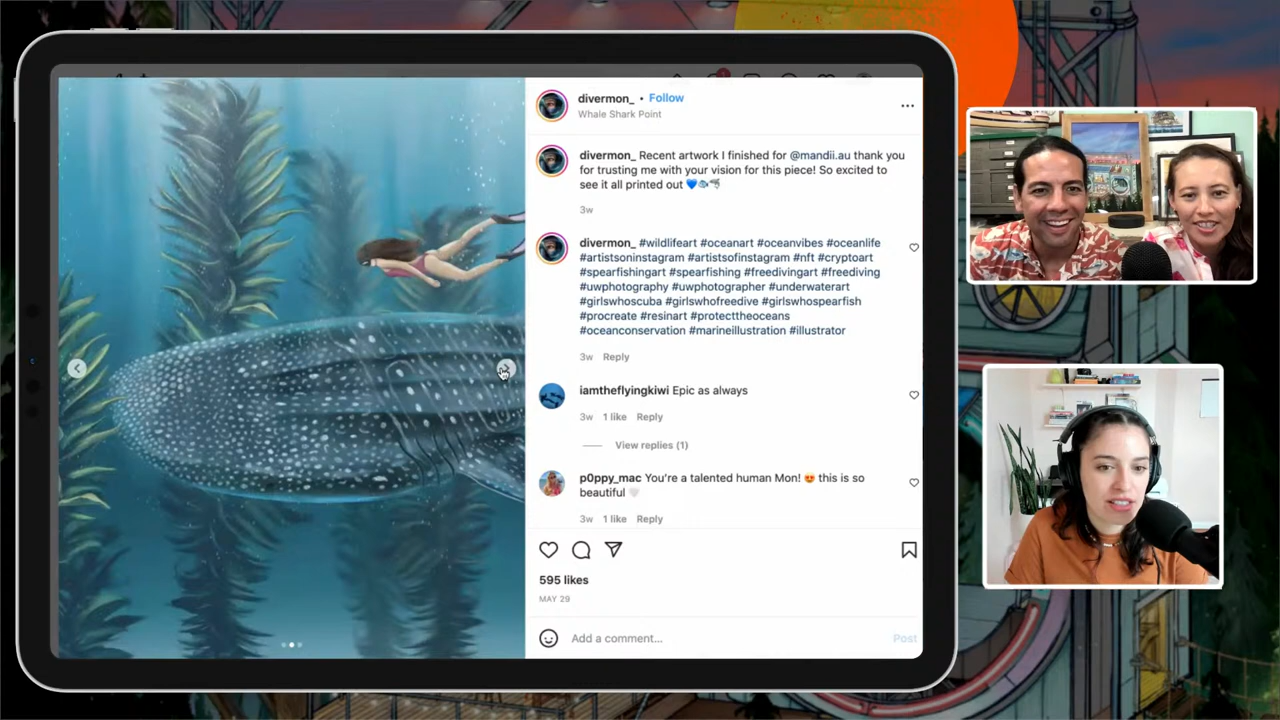 divermon_ • Follow
Whale Shark Point
divermon_ Recent artwork I finished for @mandii.au thank you
for trusting me with your vision for this piece! So excited to
see it all printed out 💙🐟🦈
3w
divermon_ #wildlifeart #oceanart #oceanvibes #oceanlife
#artistsoninstagram #artistsofinstagram #nft #cryptoart
#spearfishingart #spearfishing #freedivingart #freediving
#uwphotography #uwphotographer #underwaterart
#girlswhoscuba #girlswhofreedive #girlswhospearfish
#procreate #resinart #protecttheoceans
#oceanconservation #marineillustration #illustrator
3w Reply
iamtheflyingkiwi Epic as always
3w 1 like Reply
View replies (1)
p0ppy_mac You're a talented human Mon! 😍 this is so
beautiful 🤍
3w 1 like Reply
595 likes
MAY 29
Add a comment...
Post